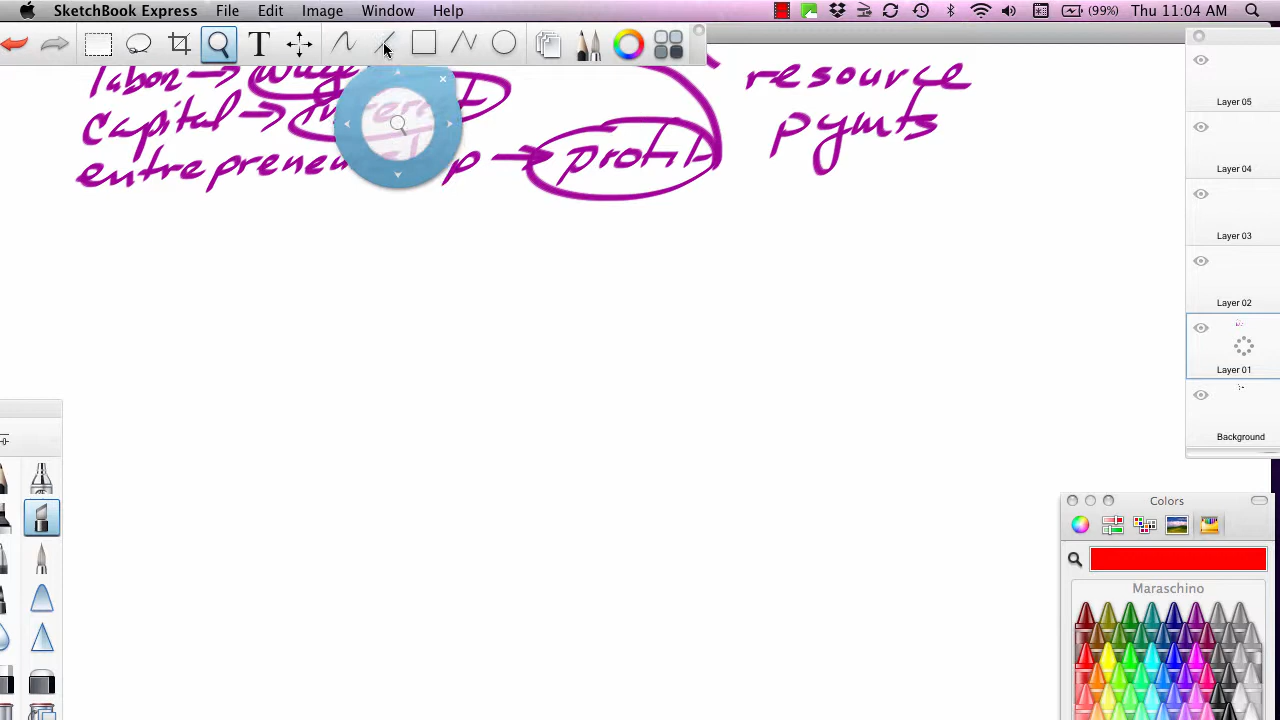 SketchBook Express File Edit Image Window Help (99%) Thu 11:04 AM
T
labor → wage
Capital →
entrepreneu p → profit
resource
pymts
Layer 05
Layer 04
Layer 03
Layer 02
Layer 01
Background
Colors
Maraschino